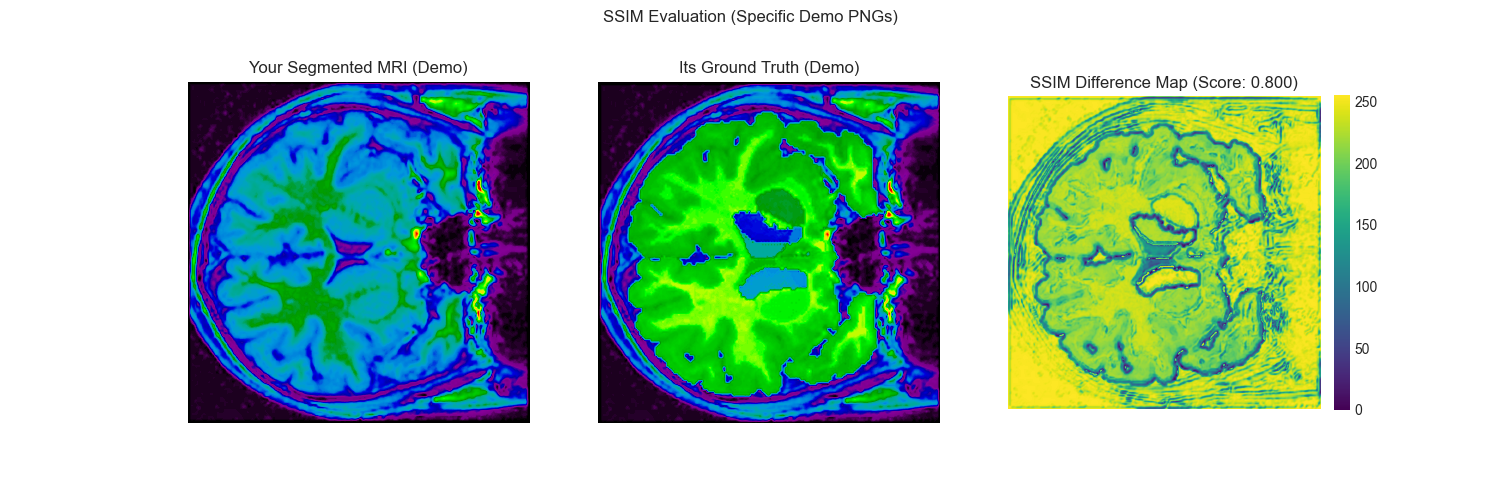 SSIM Evaluation (Specific Demo PNGs)
Your Segmented MRI (Demo)
Its Ground Truth (Demo)
SSIM Difference Map (Score: 0.800)
250
200
150
100
50
0